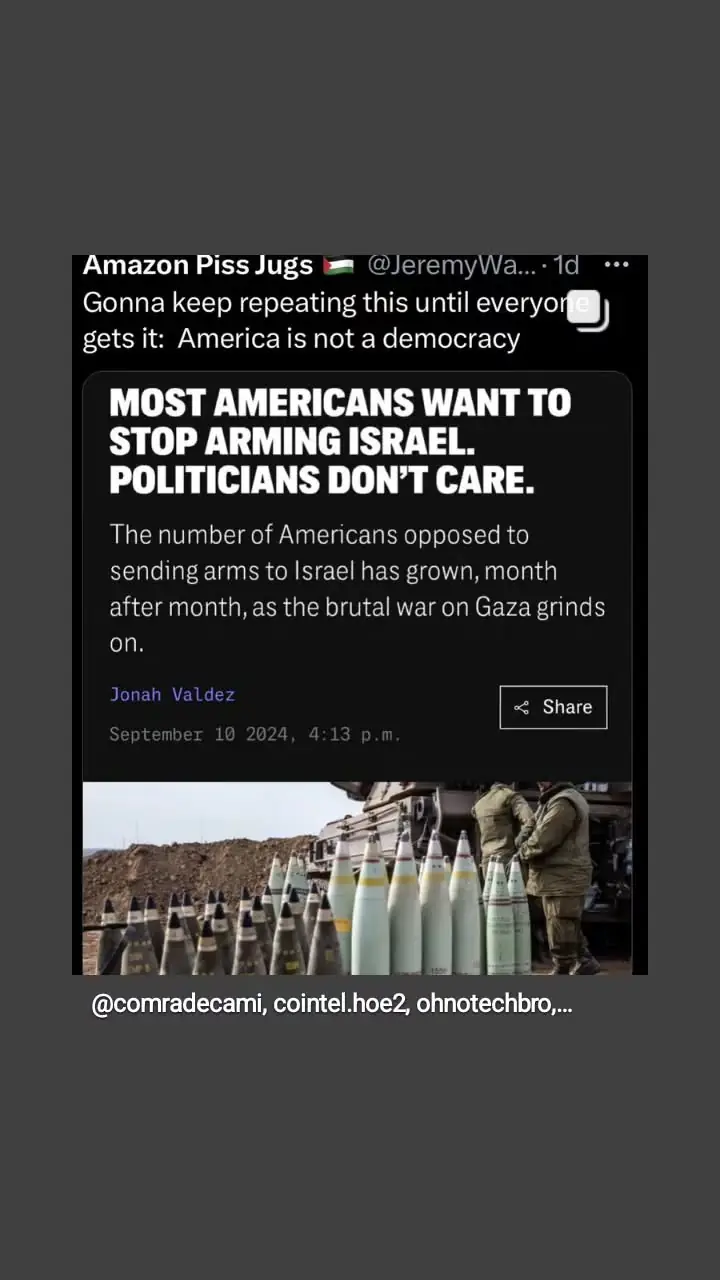 Amazon Piss Jugs 🇵🇸 @JeremyWa... · 1d
Gonna keep repeating this until everyone
gets it: America is not a democracy
MOST AMERICANS WANT TO
STOP ARMING ISRAEL.
POLITICIANS DON'T CARE.
The number of Americans opposed to
sending arms to Israel has grown, month
after month, as the brutal war on Gaza grinds
on.
Jonah Valdez
Share
September 10 2024, 4:13 p.m.
@comradecami, cointel.hoe2, ohnotechbro,...